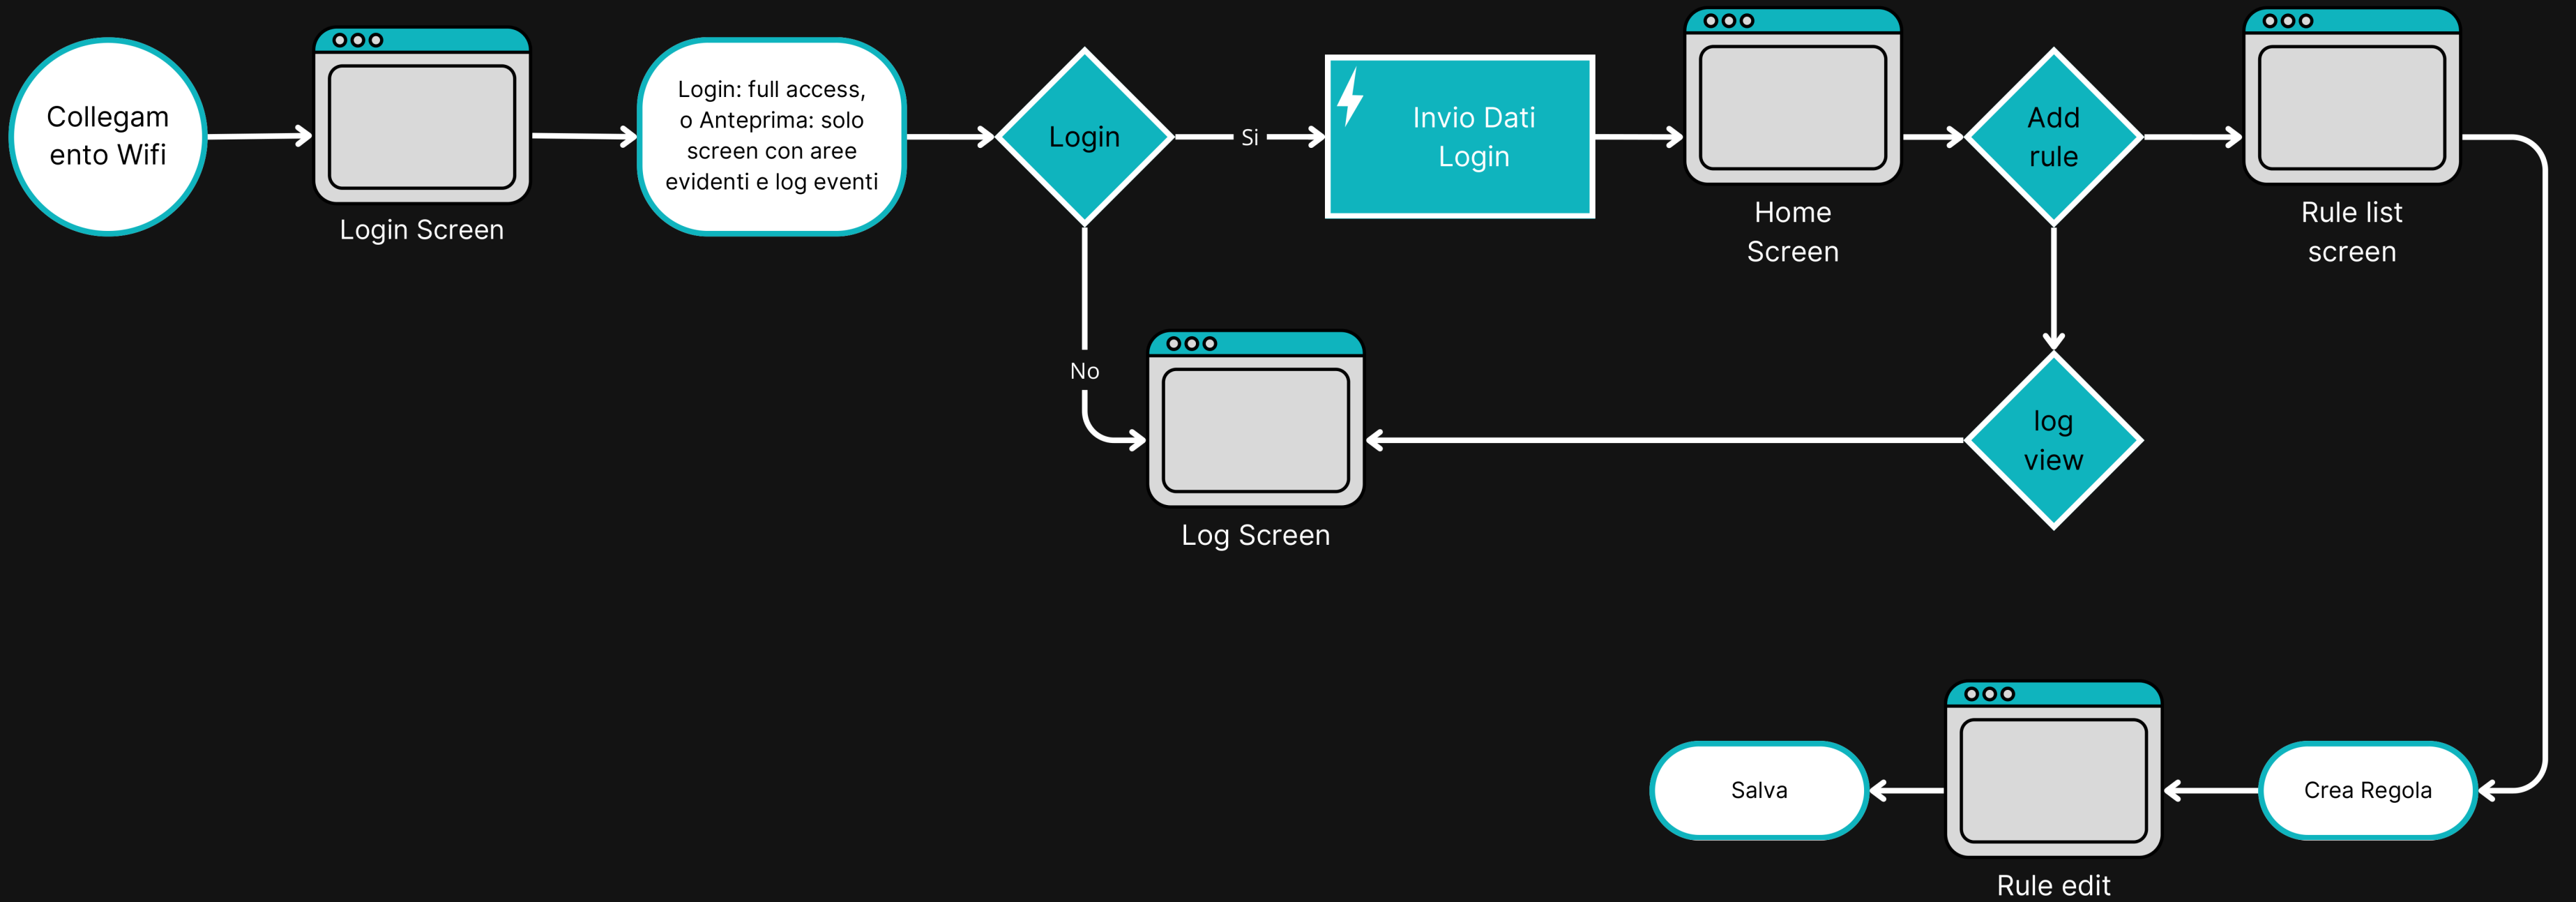 Collegam
ento Wifi
Login Screen
Login: full access,
o Anteprima: solo
screen con aree
evidenti e log eventi
Login
Si
Invio Dati
Login
Home
Screen
Add
rule
Rule list
screen
No
Log Screen
log
view
Salva
Rule edit
Crea Regola